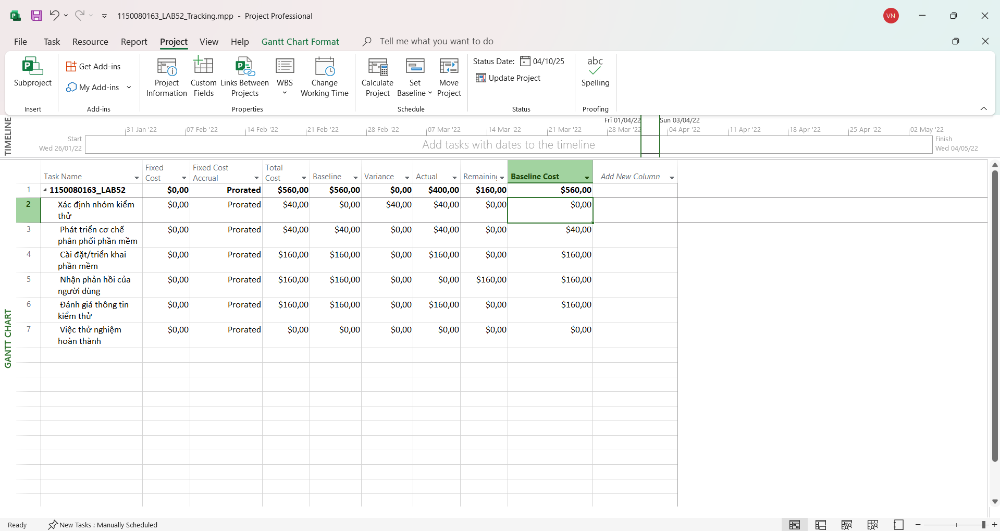 1150080163_LAB52_Tracking.mpp - Project Professional
VN
File Task Resource Report Project View Help Gantt Chart Format Tell me what you want to do
Subproject
Insert
Get Add-ins
My Add-ins
Add-ins
Project Information
Custom Fields
Links Between Projects
WBS
Change Working Time
Properties
Calculate Project
Set Baseline
Move Project
Schedule
Status Date: 04/10/25
Update Project
Status
abc
Spelling
Proofing
TIMELINE
Fri 01/04/22 Sun 03/04/22
31 Jan '22 07 Feb '22 14 Feb '22 21 Feb '22 28 Feb '22 07 Mar '22 14 Mar '22 21 Mar '22 28 Mar '22 04 Apr '22 11 Apr '22 18 Apr '22 25 Apr '22 02 May '22
Start
Wed 26/01/22
Add tasks with dates to the timeline
Finish
Wed 04/05/22
GANTT CHART
Task Name Fixed Cost Fixed Cost Accrual Total Cost Baseline Variance Actual Remaining Baseline Cost Add New Column
1 1150080163_LAB52 $0,00 Prorated $560,00 $560,00 $0,00 $400,00 $160,00 $560,00
2 Xác định nhóm kiểm thử $0,00 Prorated $40,00 $0,00 $40,00 $40,00 $0,00 $0,00
3 Phát triển cơ chế phân phối phần mềm $0,00 Prorated $40,00 $40,00 $0,00 $40,00 $0,00 $40,00
4 Cài đặt/triển khai phần mềm $0,00 Prorated $160,00 $160,00 $0,00 $160,00 $0,00 $160,00
5 Nhận phản hồi của người dùng $0,00 Prorated $160,00 $160,00 $0,00 $0,00 $160,00 $160,00
6 Đánh giá thông tin kiểm thử $0,00 Prorated $160,00 $160,00 $0,00 $160,00 $0,00 $160,00
7 Việc thử nghiệm hoàn thành $0,00 Prorated $0,00 $0,00 $0,00 $0,00 $0,00 $0,00
Ready New Tasks : Manually Scheduled